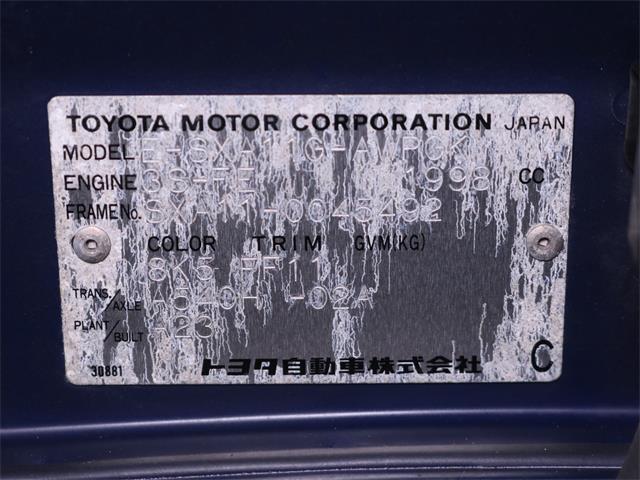 TOYOTA MOTOR CORPORATION JAPAN
MODEL E-SXA11G-AWPGK
ENGINE 3S-FE 1998 CC
FRAME No. SXA11-0043492
COLOR TRIM GVM(KG)
8K5 FF11
TRANS./AXLE A540H -02A
PLANT/BUILT -23
30881 トヨタ自動車株式会社 C